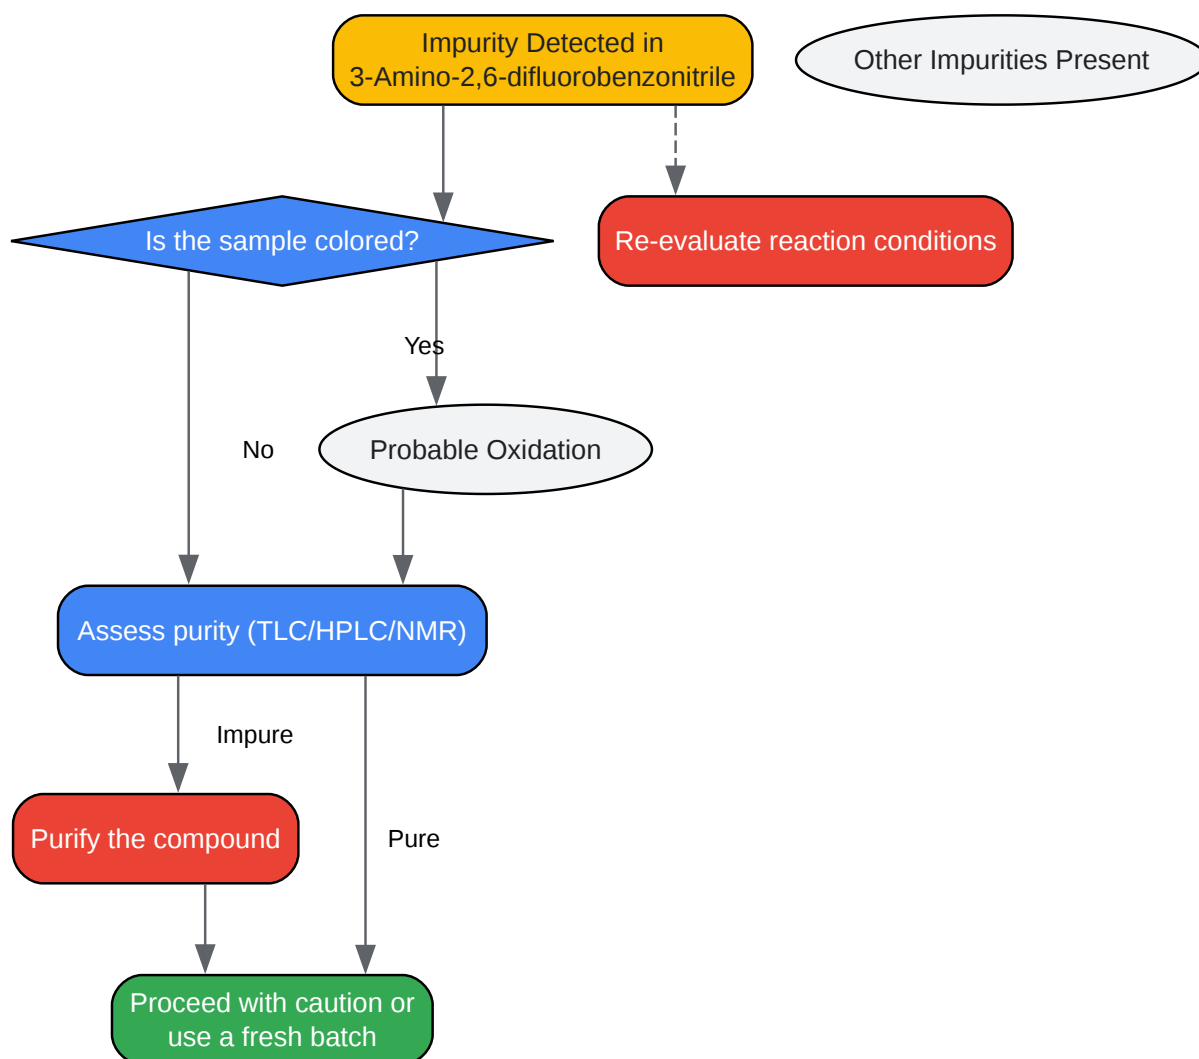 Impurity Detected in
3-Amino-2,6-difluorobenzonitrile
Other Impurities Present
Is the sample colored?
Re-evaluate reaction conditions
Yes
No
Probable Oxidation
Assess purity (TLC/HPLC/NMR)
Impure
Purify the compound
Pure
Proceed with caution or
use a fresh batch